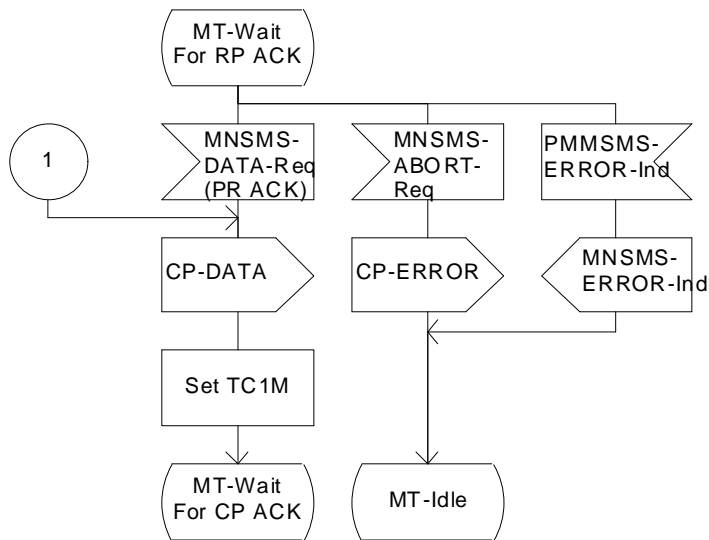 MT-Wait
For RP ACK
1
MNSMS-
DATA-Req
(PR ACK)
MNSMS-
ABORT-
Req
PMMSMS-
ERROR-Ind
CP-DATA
CP-ERROR
MNSMS-
ERROR-Ind
Set TC1M
MT-Wait
For CP ACK
MT-Idle